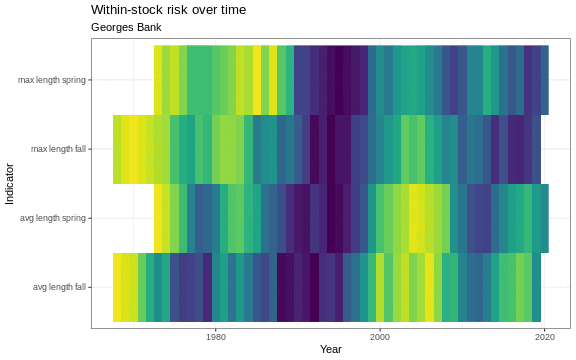 Within-stock risk over time
Georges Bank
Indicator
max length spring
max length fall
avg length spring
avg length fall
1980
2000
2020
Year